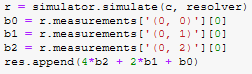 r = simulator.simulate(c, resolver)
b0 = r.measurements['(0, 0)'][0]
b1 = r.measurements['(0, 1)'][0]
b2 = r.measurements['(0, 2)'][0]
res.append(4*b2 + 2*b1 + b0)